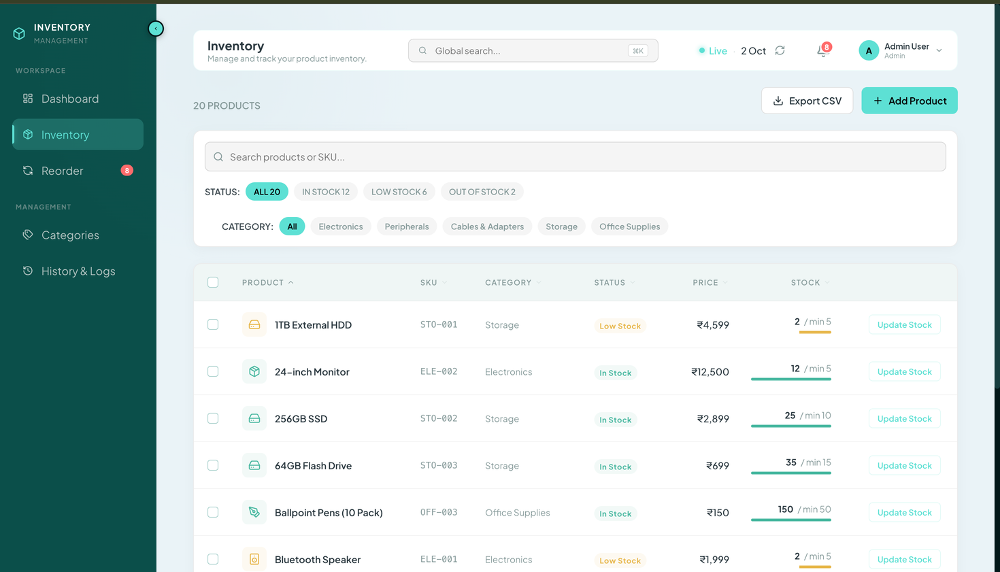 INVENTORY
MANAGEMENT
WORKSPACE
Dashboard
Inventory
Reorder 8
MANAGEMENT
Categories
History & Logs
Inventory
Manage and track your product inventory.
Global search... ⌘K
Live · 2 Oct
8
A
Admin User
Admin
20 PRODUCTS
Export CSV
+ Add Product
Search products or SKU...
STATUS: ALL 20 IN STOCK 12 LOW STOCK 6 OUT OF STOCK 2
CATEGORY: All Electronics Peripherals Cables & Adapters Storage Office Supplies
PRODUCT SKU CATEGORY STATUS PRICE STOCK
1TB External HDD STO-001 Storage Low Stock ₹4,599 2 / min 5 Update Stock
24-inch Monitor ELE-002 Electronics In Stock ₹12,500 12 / min 5 Update Stock
256GB SSD STO-002 Storage In Stock ₹2,899 25 / min 10 Update Stock
64GB Flash Drive STO-003 Storage In Stock ₹699 35 / min 15 Update Stock
Ballpoint Pens (10 Pack) OFF-003 Office Supplies In Stock ₹150 150 / min 50 Update Stock
Bluetooth Speaker ELE-001 Electronics Low Stock ₹1,999 2 / min 5 Update Stock